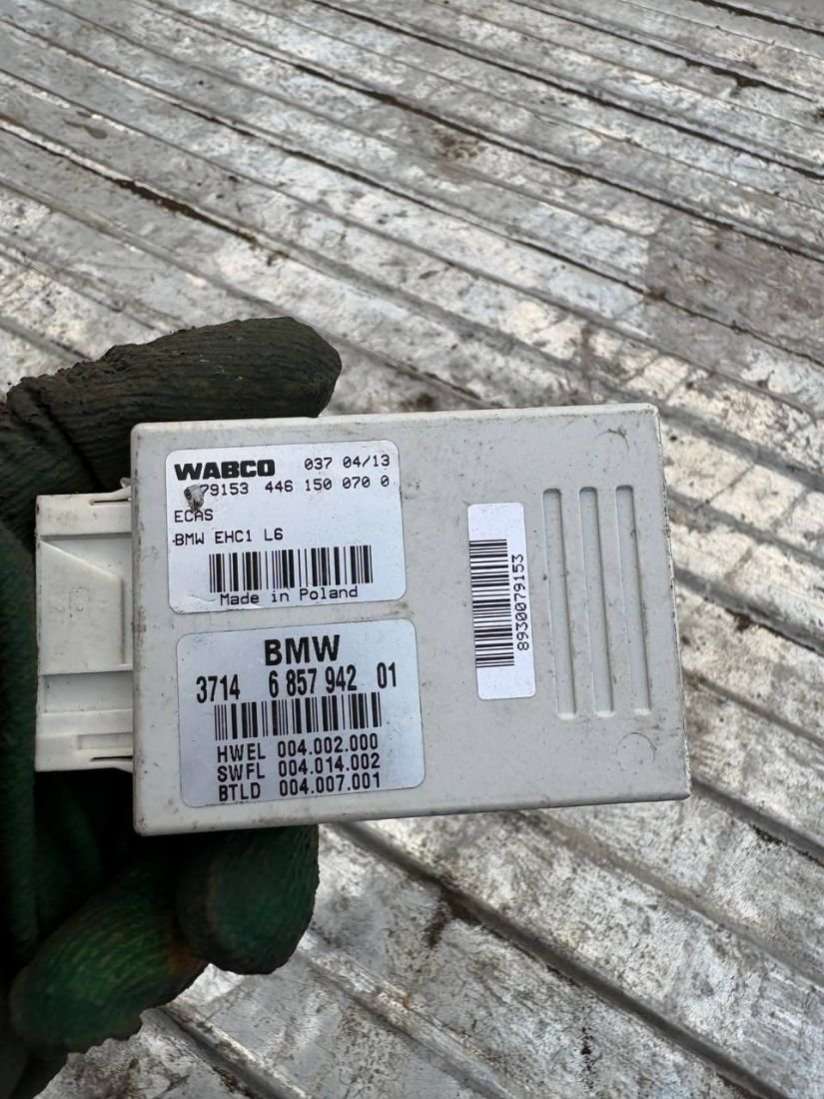 WABCO 037 04/13
79153 446 150 070 0
ECAS
BMW EHC1 L6
Made in Poland
BMW
3714 6 857 942 01
HWEL 004.002.000
SWFL 004.014.002
BTLD 004.007.001
8930079153